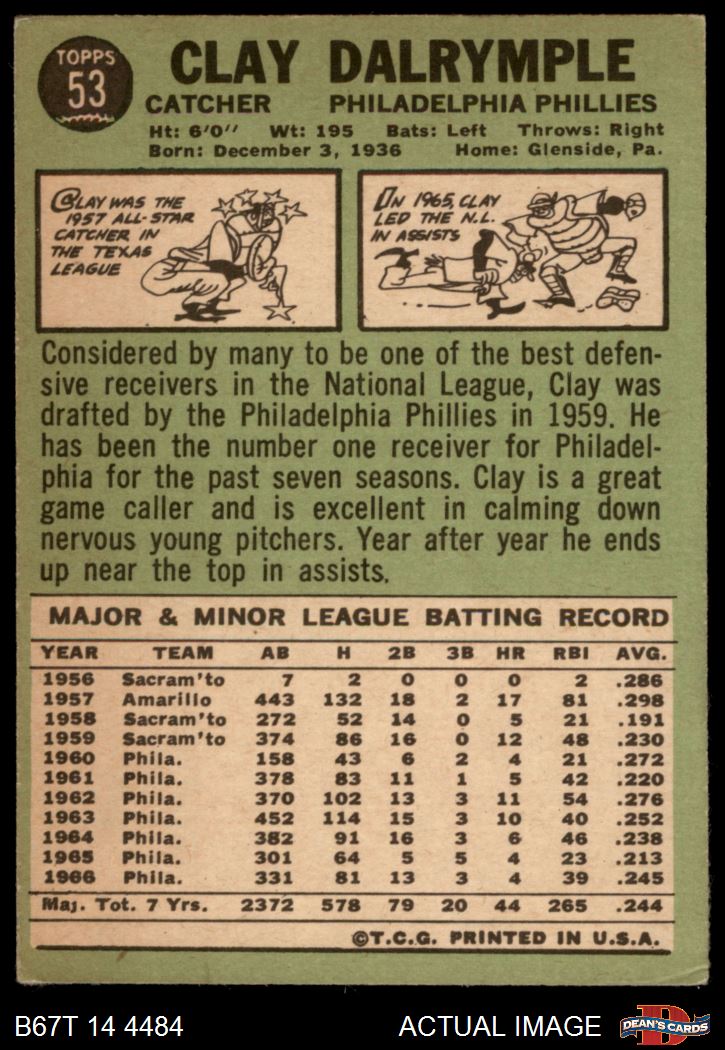 TOPPS
53
CLAY DALRYMPLE
CATCHER PHILADELPHIA PHILLIES
Ht: 6'0" Wt: 195 Bats: Left Throws: Right
Born: December 3, 1936 Home: Glenside, Pa.
CLAY WAS THE
1957 ALL-STAR
CATCHER IN
THE TEXAS
LEAGUE
IN 1965, CLAY
LED THE N.L.
IN ASSISTS
Considered by many to be one of the best defen-
sive receivers in the National League, Clay was
drafted by the Philadelphia Phillies in 1959. He
has been the number one receiver for Philadel-
phia for the past seven seasons. Clay is a great
game caller and is excellent in calming down
nervous young pitchers. Year after year he ends
up near the top in assists.
MAJOR & MINOR LEAGUE BATTING RECORD
YEAR TEAM AB H 2B 3B HR RBI AVG.
1956 Sacram'to 7 2 0 0 0 2 .286
1957 Amarillo 443 132 18 2 17 81 .298
1958 Sacram'to 272 52 14 0 5 21 .191
1959 Sacram'to 374 86 16 0 12 48 .230
1960 Phila. 158 43 6 2 4 21 .272
1961 Phila. 378 83 11 1 5 42 .220
1962 Phila. 370 102 13 3 11 54 .276
1963 Phila. 452 114 15 3 10 40 .252
1964 Phila. 382 91 16 3 6 46 .238
1965 Phila. 301 64 5 5 4 23 .213
1966 Phila. 331 81 13 3 4 39 .245
Maj. Tot. 7 Yrs. 2372 578 79 20 44 265 .244
©T.C.G. PRINTED IN U.S.A.
B67T 14 4484 ACTUAL IMAGE
DEAN'S CARDS